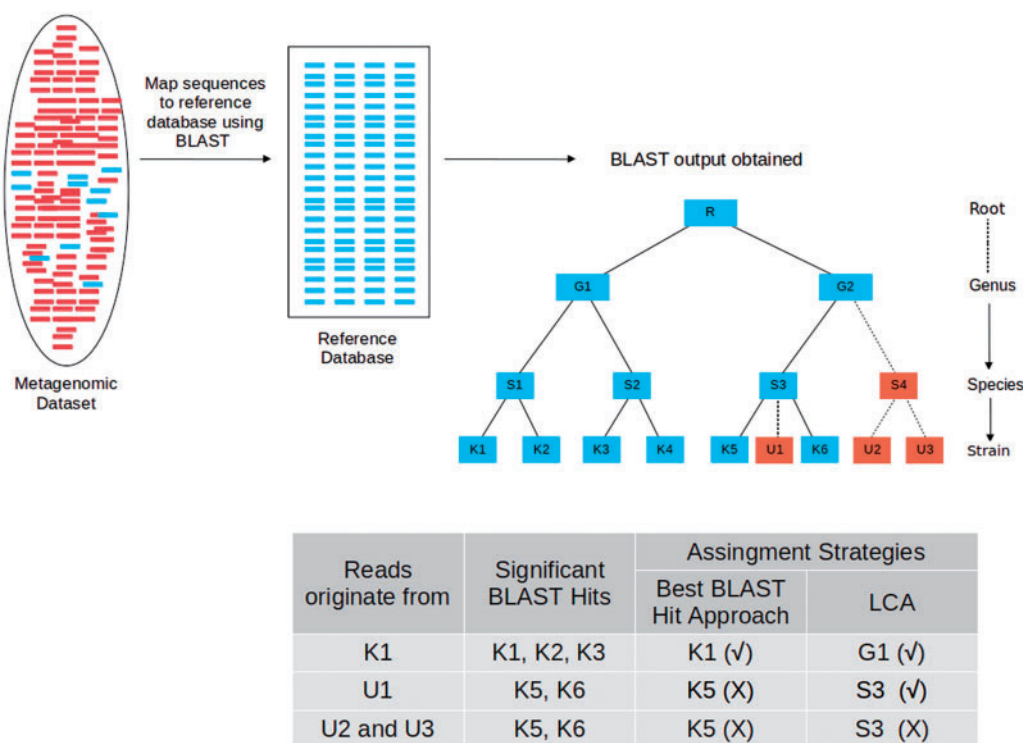 Map sequences
to reference
database using
BLAST
BLAST output obtained
Metagenomic
Dataset
Reference
Database
R
G1
G2
S1
S2
S3
S4
K1
K2
K3
K4
K5
U1
K6
U2
U3
Root
Genus
Species
Strain
Reads
originate from
Significant
BLAST Hits
Assingment Strategies
Best BLAST
Hit Approach
LCA
K1
K1, K2, K3
K1 (√)
G1 (√)
U1
K5, K6
K5 (X)
S3 (√)
U2 and U3
K5, K6
K5 (X)
S3 (X)